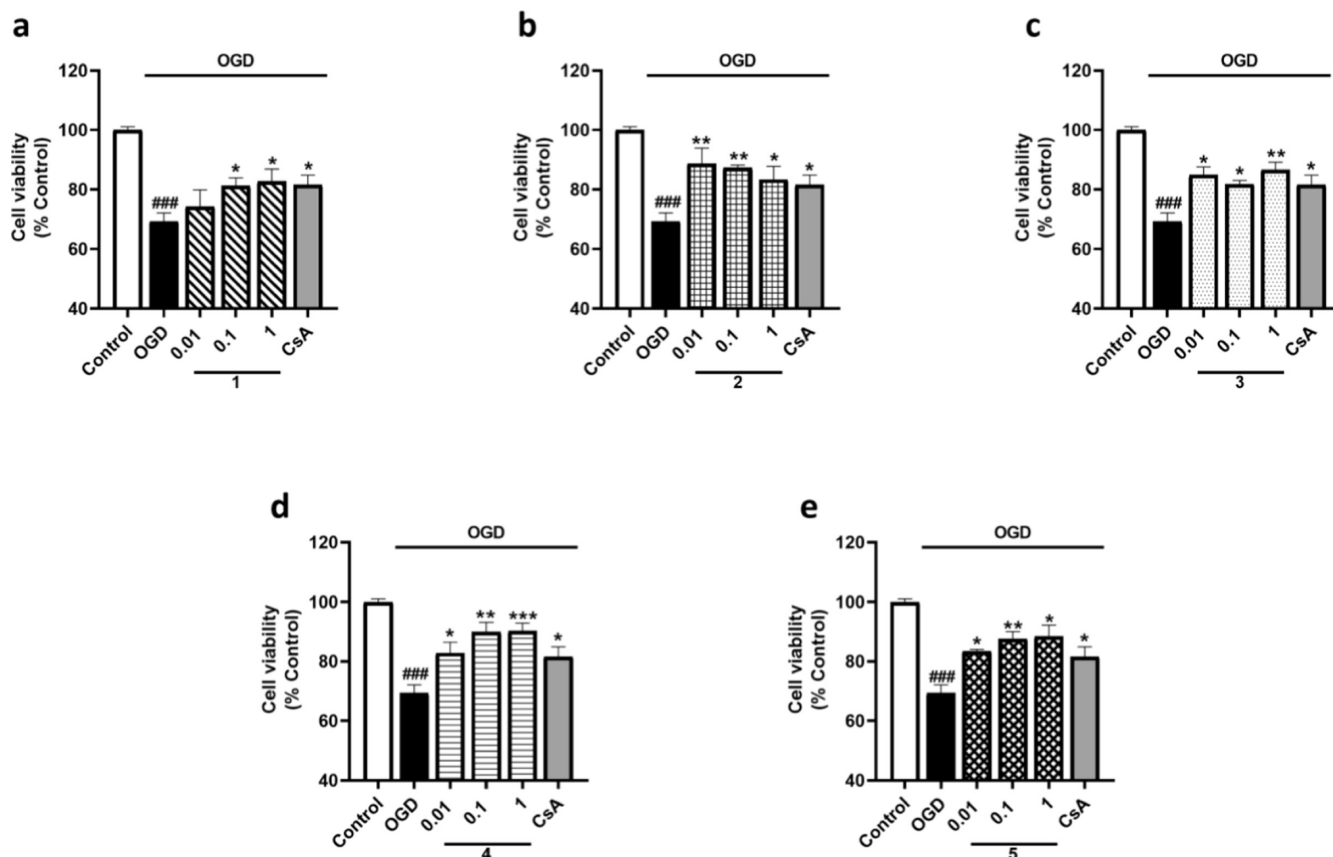 a
OGD
120
100
80
60
40
Cell viability
(% Control)
###
*
*
*
Control
OGD
0.01
0.1
1
CsA
1
b
OGD
120
100
80
60
40
Cell viability
(% Control)
###
**
**
*
*
Control
OGD
0.01
0.1
1
CsA
2
c
OGD
120
100
80
60
40
Cell viability
(% Control)
###
*
*
**
*
Control
OGD
0.01
0.1
1
CsA
3
d
OGD
120
100
80
60
40
Cell viability
(% Control)
###
*
**
***
*
Control
OGD
0.01
0.1
1
CsA
4
e
OGD
120
100
80
60
40
Cell viability
(% Control)
###
*
**
*
*
Control
OGD
0.01
0.1
1
CsA
5